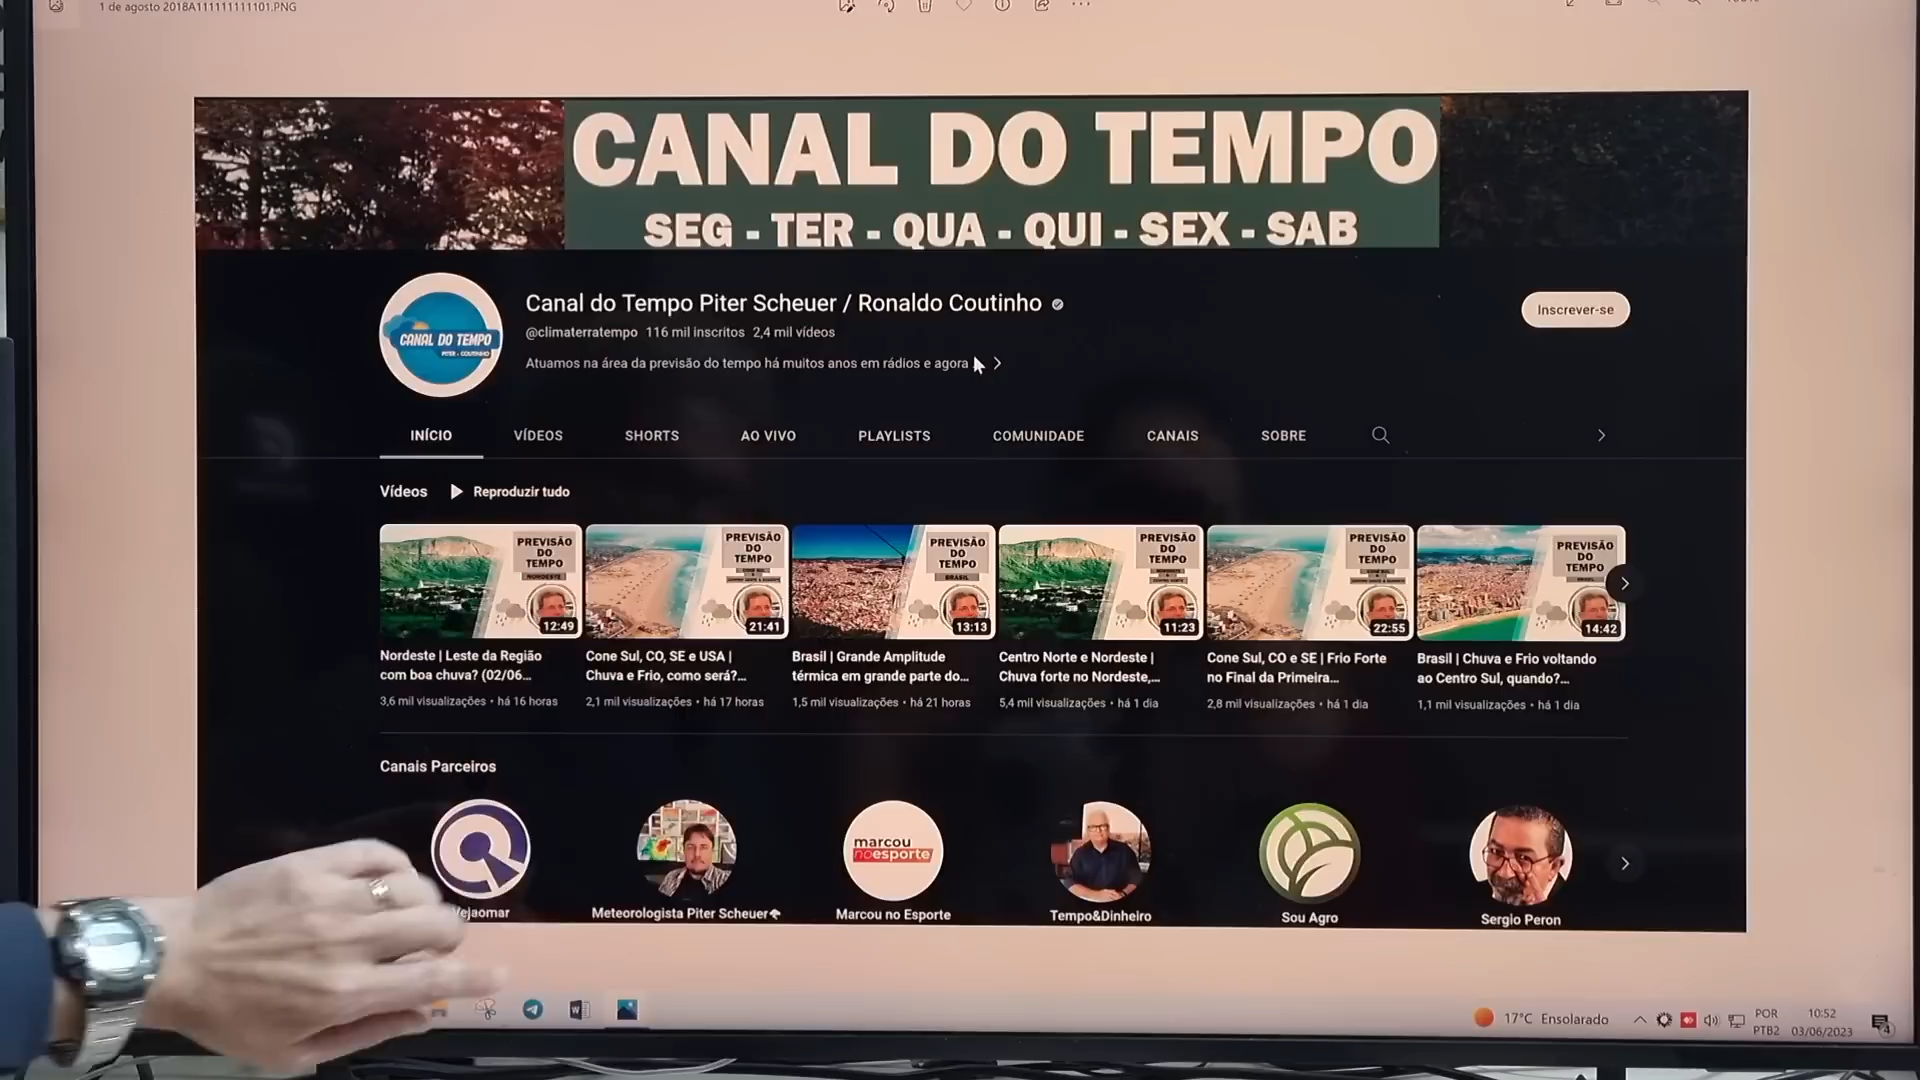 1 de agosto 2018A11111111101.PNG
CANAL DO TEMPO
SEG - TER - QUA - QUI - SEX - SAB
CANAL DO TEMPO
PITER - COUTINHO
Canal do Tempo Piter Scheuer / Ronaldo Coutinho
@climaterratempo 116 mil inscritos 2,4 mil vídeos
Atuamos na área da previsão do tempo há muitos anos em rádios e agora
Inscrever-se
INÍCIO VÍDEOS SHORTS AO VIVO PLAYLISTS COMUNIDADE CANAIS SOBRE
Vídeos Reproduzir tudo
PREVISÃO DO TEMPO NORDESTE 12:49
PREVISÃO DO TEMPO 21:41
PREVISÃO DO TEMPO BRASIL 13:13
PREVISÃO DO TEMPO 11:23
PREVISÃO DO TEMPO 22:55
PREVISÃO DO TEMPO BRASIL 14:42
Nordeste | Leste da Região
com boa chuva? (02/06...
3,6 mil visualizações • há 16 horas
Cone Sul, CO, SE e USA |
Chuva e Frio, como será?...
2,1 mil visualizações • há 17 horas
Brasil | Grande Amplitude
térmica em grande parte do...
1,5 mil visualizações • há 21 horas
Centro Norte e Nordeste |
Chuva forte no Nordeste,...
5,4 mil visualizações • há 1 dia
Cone Sul, CO e SE | Frio Forte
no Final da Primeira...
2,8 mil visualizações • há 1 dia
Brasil | Chuva e Frio voltando
ao Centro Sul, quando?...
1,1 mil visualizações • há 1 dia
Canais Parceiros
marcou
noesporte
Vejaomar
Meteorologista Piter Scheuer
Marcou no Esporte
Tempo&Dinheiro
Sou Agro
Sergio Peron
17°C Ensolarado
POR
PTB2
10:52
03/06/2023
4